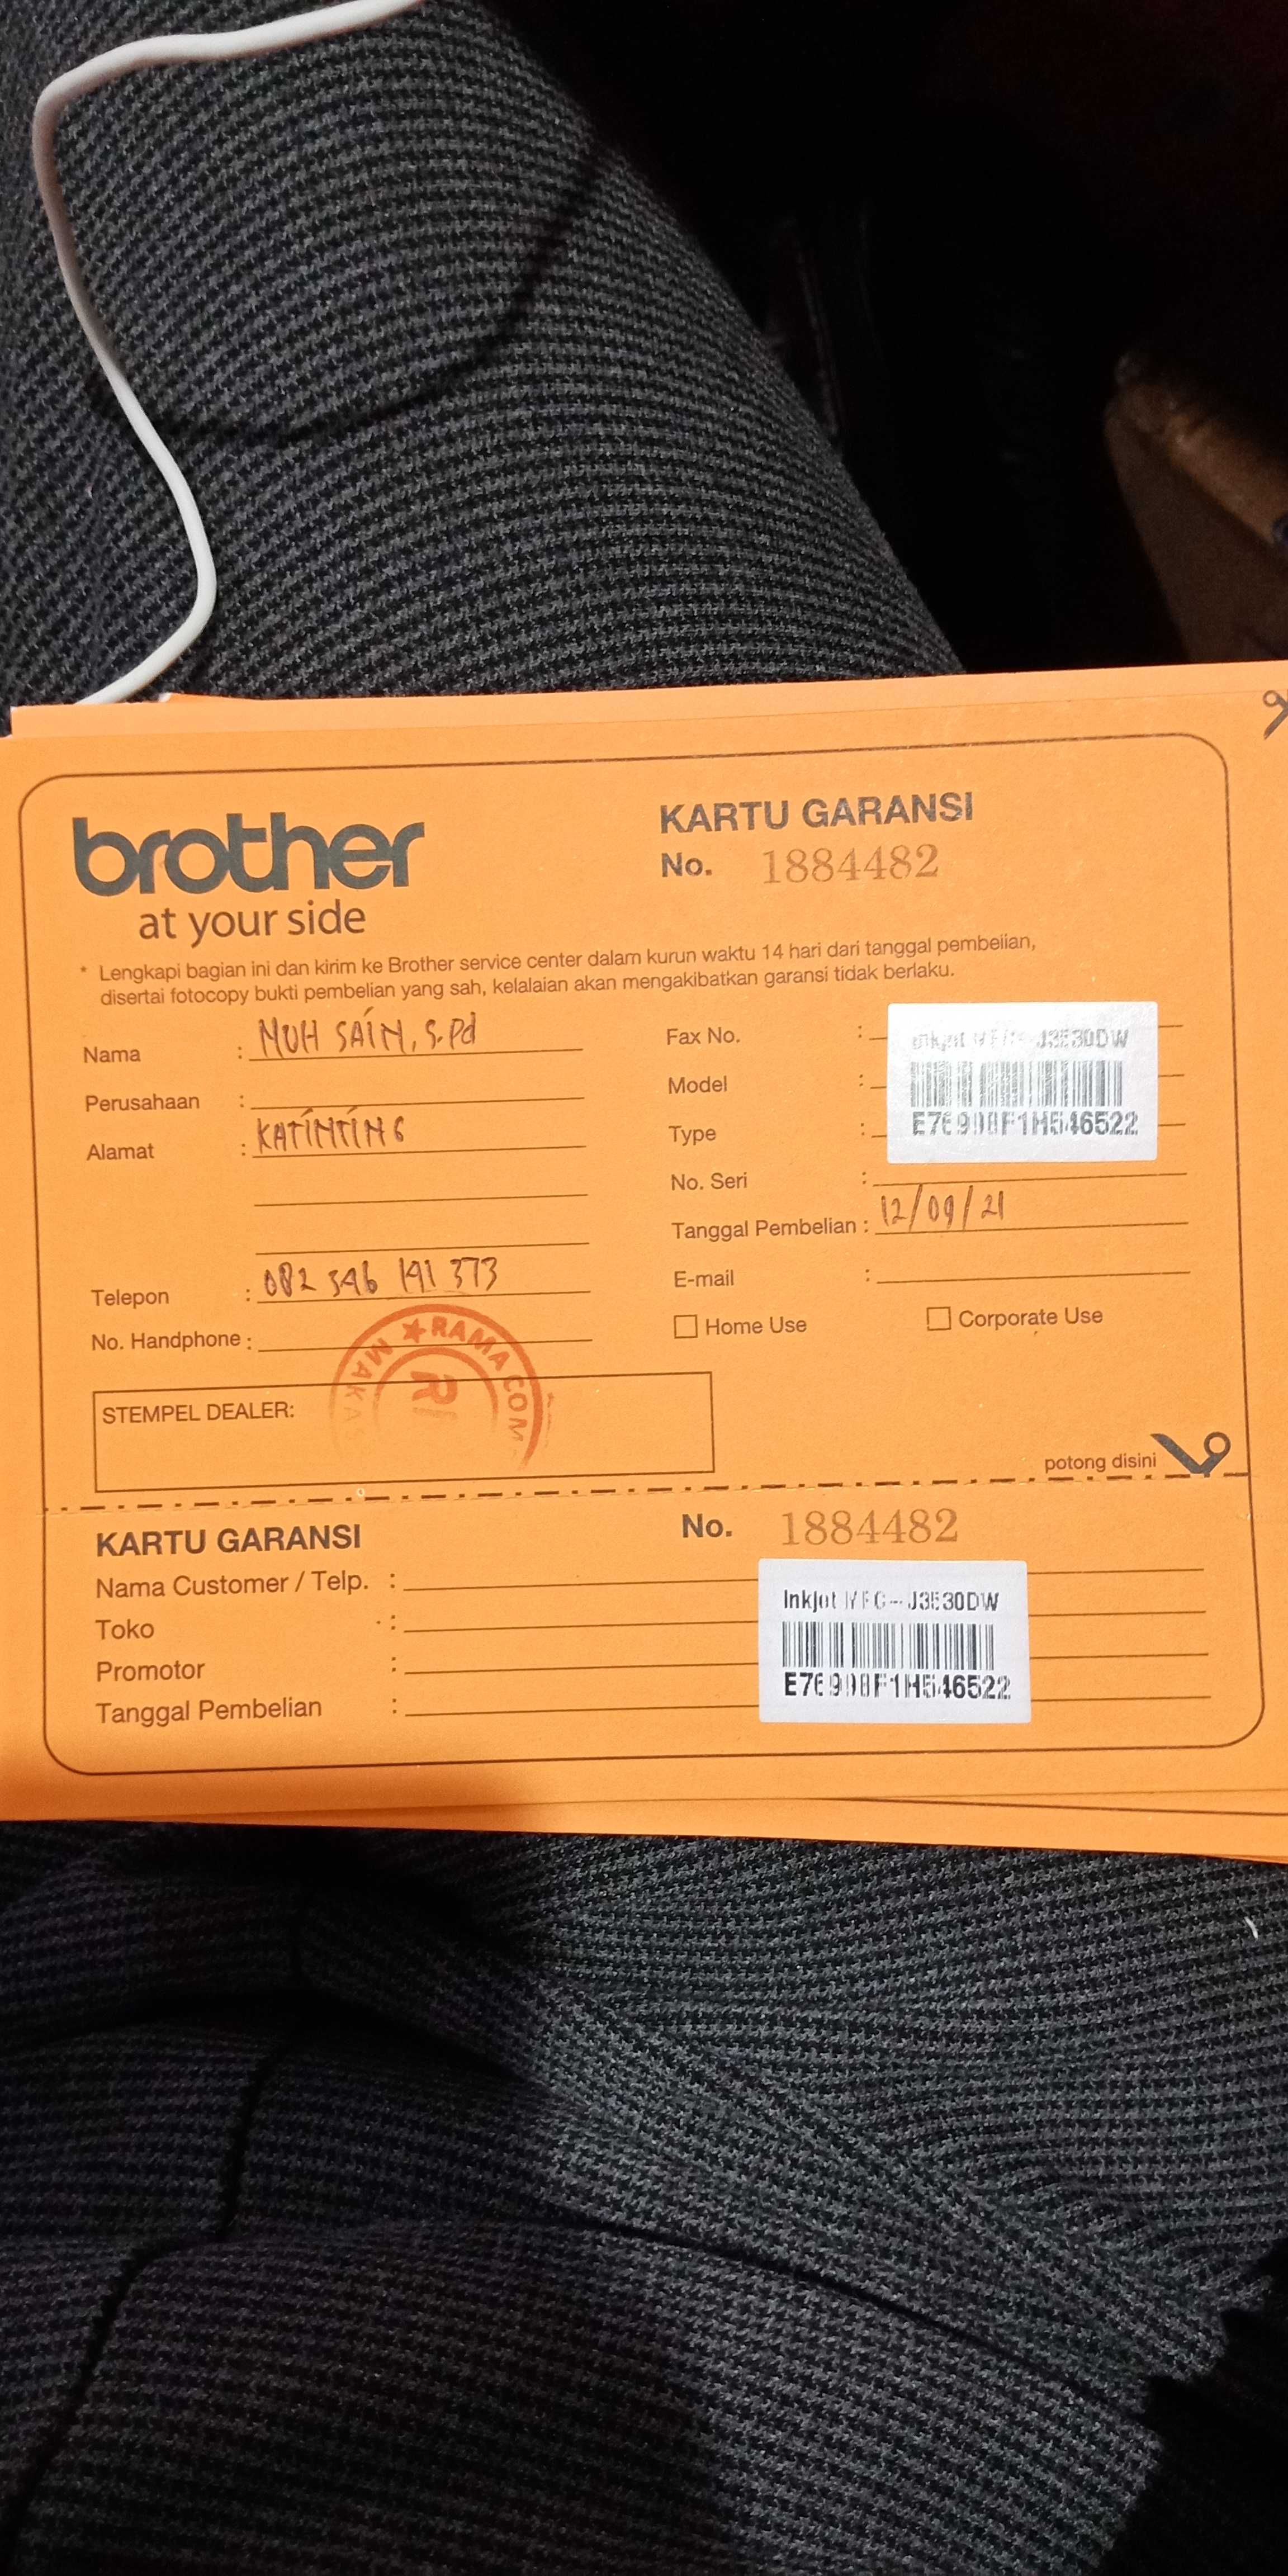 brother
at your side
KARTU GARANSI
No. 1884482
* Lengkapi bagian ini dan kirim ke Brother service center dalam kurun waktu 14 hari dari tanggal pembelian,
disertai fotocopy bukti pembelian yang sah, kelalaian akan mengakibatkan garansi tidak berlaku.
Nama : MUH SAIN, S.Pd
Perusahaan :
Alamat : KATINTING
Telepon : 082 346 191 373
No. Handphone :
Fax No. :
Inkjet MFC-J3530DW
Model :
Type :
No. Seri :
Tanggal Pembelian : 12/09/21
E-mail :
Home Use
Corporate Use
RAMA COM
STEMPEL DEALER:
potong disini
KARTU GARANSI
No. 1884482
Nama Customer / Telp. :
Toko :
Promotor :
Tanggal Pembelian :
Inkjet MFC-J3530DW